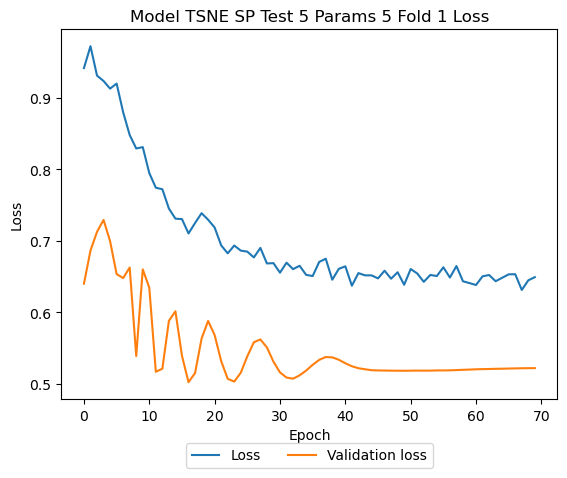 Model TSNE SP Test 5 Params 5 Fold 1 Loss
Loss
0.9
0.8
0.7
0.6
0.5
0 10 20 30 40 50 60 70
Epoch
Loss Validation loss